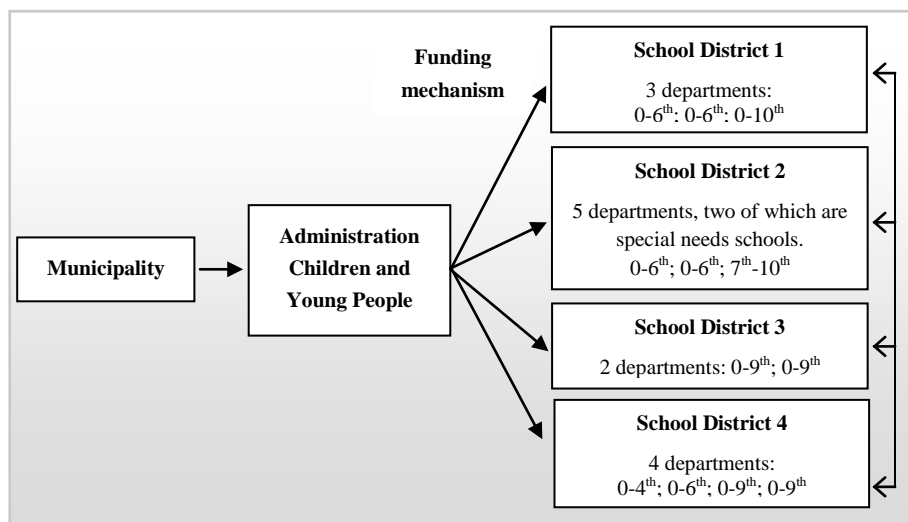 Funding
mechanism
Municipality
Administration
Children and
Young People
School District 1
3 departments:
0-6th; 0-6th; 0-10th
School District 2
5 departments, two of which are
special needs schools.
0-6th; 0-6th; 7th-10th
School District 3
2 departments: 0-9th; 0-9th
School District 4
4 departments:
0-4th; 0-6th; 0-9th; 0-9th